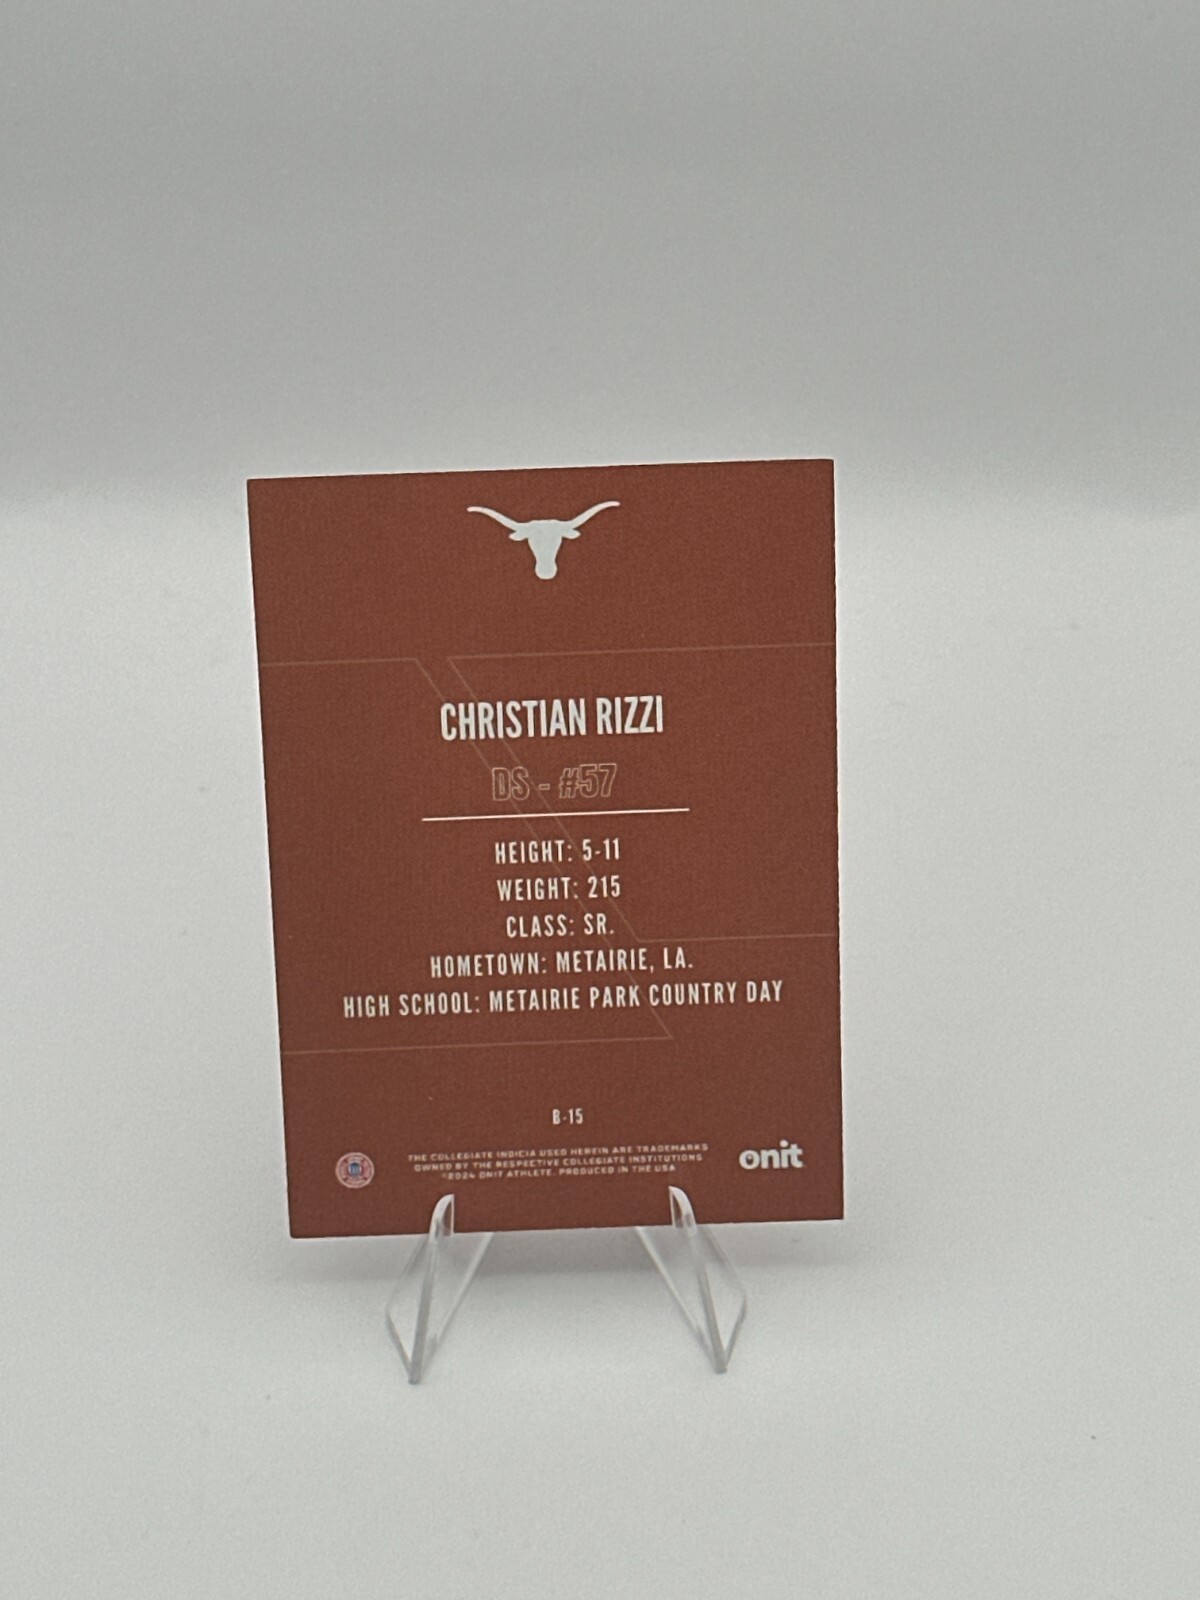 CHRISTIAN RIZZI
DS - #57
HEIGHT: 5-11
WEIGHT: 215
CLASS: SR.
HOMETOWN: METAIRIE, LA.
HIGH SCHOOL: METAIRIE PARK COUNTRY DAY
B-15
THE COLLEGIATE INDICIA USED HEREIN ARE TRADEMARKS
OWNED BY THE RESPECTIVE COLLEGIATE INSTITUTIONS
©2024 ONIT ATHLETE. PRODUCED IN THE USA
onit